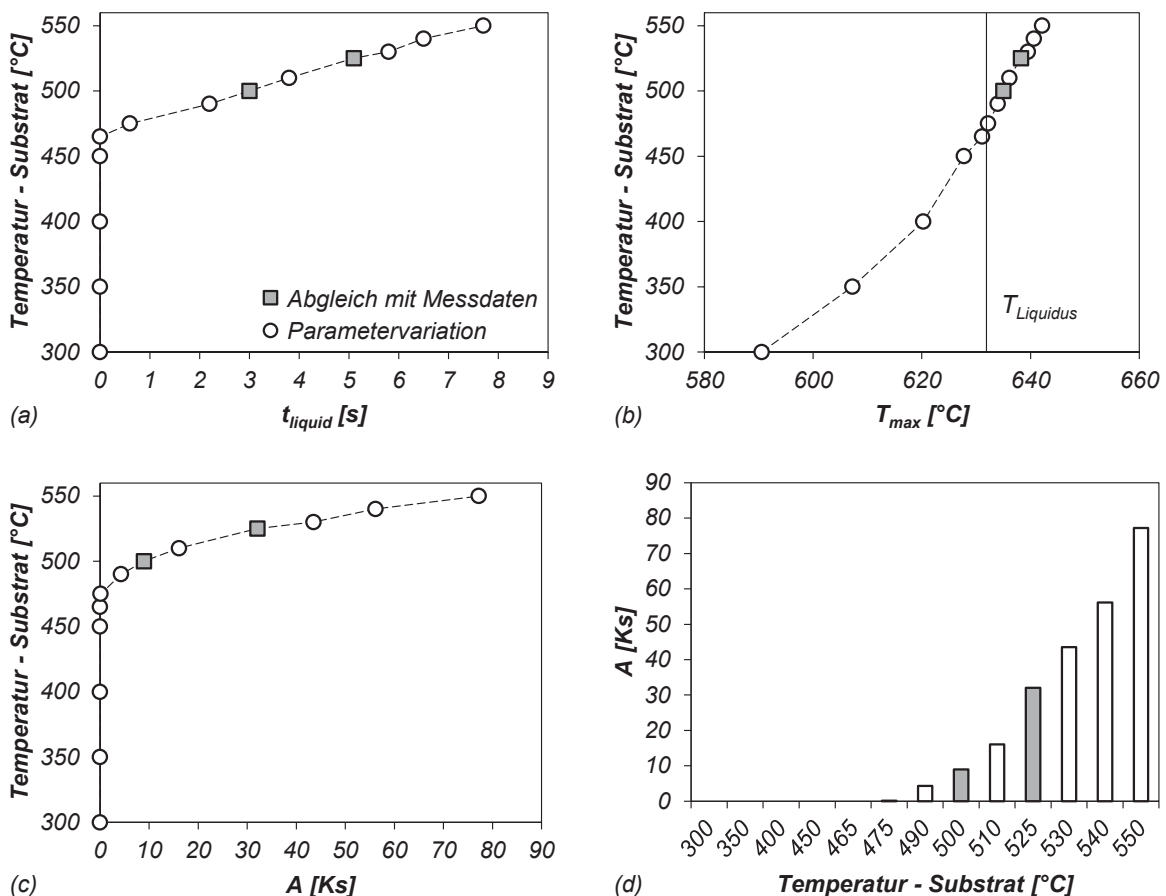 Temperatur - Substrat [°C]
550
500
450
400
350
300
Abgleich mit Messdaten
Parametervariation
0 1 2 3 4 5 6 7 8 9
(a) t_liquid [s]
Temperatur - Substrat [°C]
550
500
450
400
350
300
T_Liquidus
580 600 620 640 660
(b) T_max [°C]
Temperatur - Substrat [°C]
550
500
450
400
350
300
0 10 20 30 40 50 60 70 80 90
(c) A [Ks]
A [Ks]
90
80
70
60
50
40
30
20
10
0
300 350 400 450 465 475 490 500 510 525 530 540 550
(d) Temperatur - Substrat [°C]